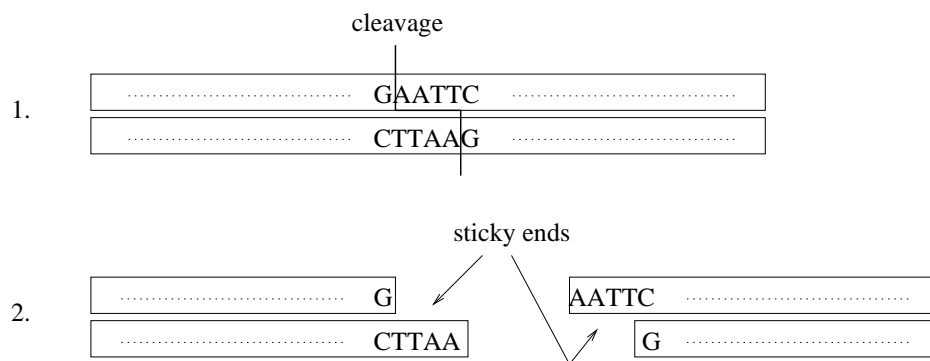 cleavage
1.
GAATTC
CTTAAG
sticky ends
2.
G AATTC
CTTAA G